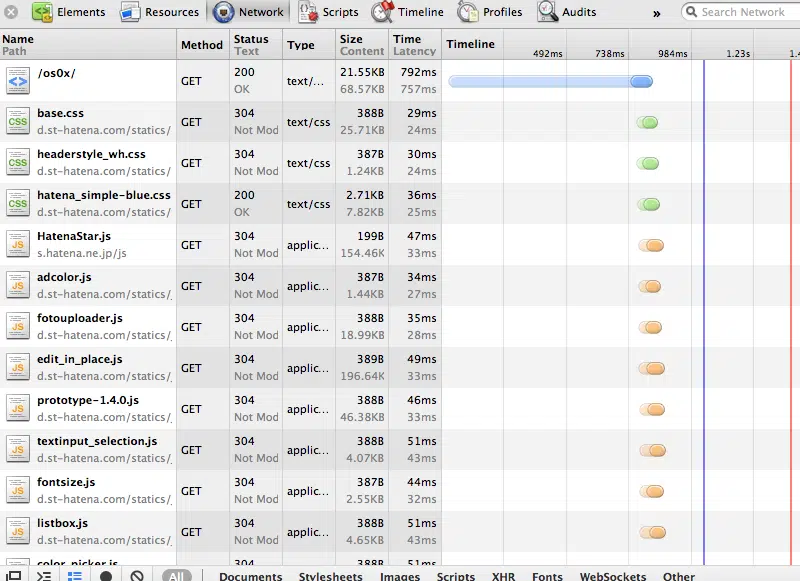 Elements Resources Network Scripts Timeline Profiles Audits » Search Network
Name Method Status Type Size Time Timeline
Path Text Content Latency 492ms 738ms 984ms 1.23s 1.4
/os0x/ GET 200 text/... 21.55KB 792ms
OK 68.57KB 757ms
base.css GET 304 text/css 388B 29ms
d.st-hatena.com/statics/ Not Mod 25.71KB 24ms
headerstyle_wh.css GET 304 text/css 387B 30ms
d.st-hatena.com/statics/ Not Mod 1.24KB 24ms
hatena_simple-blue.css GET 200 text/css 2.71KB 36ms
d.st-hatena.com/statics/ OK 7.82KB 25ms
HatenaStar.js GET 304 applic... 199B 47ms
s.hatena.ne.jp/js Not Mod 154.46K 33ms
adcolor.js GET 304 applic... 387B 34ms
d.st-hatena.com/statics/ Not Mod 1.44KB 27ms
fotouploader.js GET 304 applic... 388B 35ms
d.st-hatena.com/statics/ Not Mod 18.99KB 28ms
edit_in_place.js GET 304 applic... 389B 49ms
d.st-hatena.com/statics/ Not Mod 196.64K 33ms
prototype-1.4.0.js GET 304 applic... 388B 46ms
d.st-hatena.com/statics/ Not Mod 46.38KB 33ms
textinput_selection.js GET 304 applic... 388B 51ms
d.st-hatena.com/statics/ Not Mod 4.07KB 43ms
fontsize.js GET 304 applic... 387B 44ms
d.st-hatena.com/statics/ Not Mod 2.55KB 32ms
listbox.js GET 304 applic... 388B 51ms
d.st-hatena.com/statics/ Not Mod 4.65KB 43ms
color_picker.js 304 388B 51ms
All Documents Stylesheets Images Scripts XHR Fonts WebSockets Other